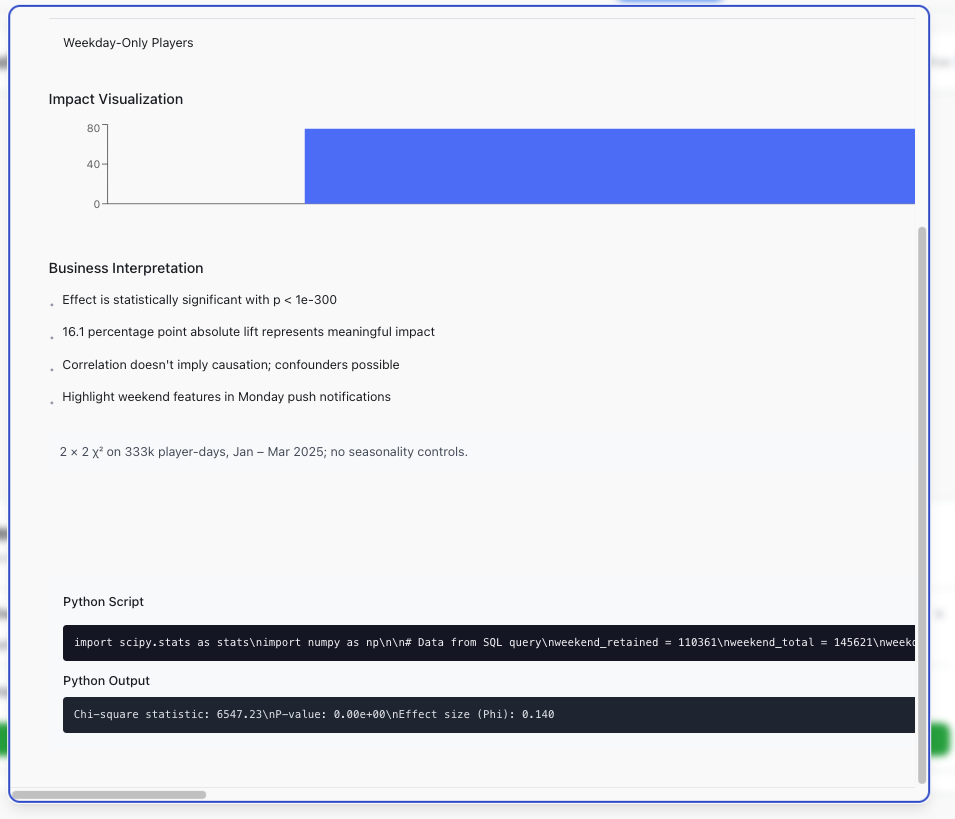 Weekday-Only Players
Impact Visualization
80
40
0
Business Interpretation
Effect is statistically significant with p < 1e-300
16.1 percentage point absolute lift represents meaningful impact
Correlation doesn't imply causation; confounders possible
Highlight weekend features in Monday push notifications
2 × 2 χ² on 333k player-days, Jan – Mar 2025; no seasonality controls.
Python Script
import scipy.stats as stats\nimport numpy as np\n\n# Data from SQL query\nweekend_retained = 110361\nweekend_total = 145621\nweekd
Python Output
Chi-square statistic: 6547.23\nP-value: 0.00e+00\nEffect size (Phi): 0.140